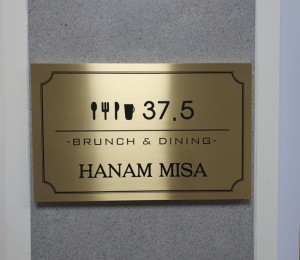 37.5
-BRUNCH & DINING-
HANAM MISA